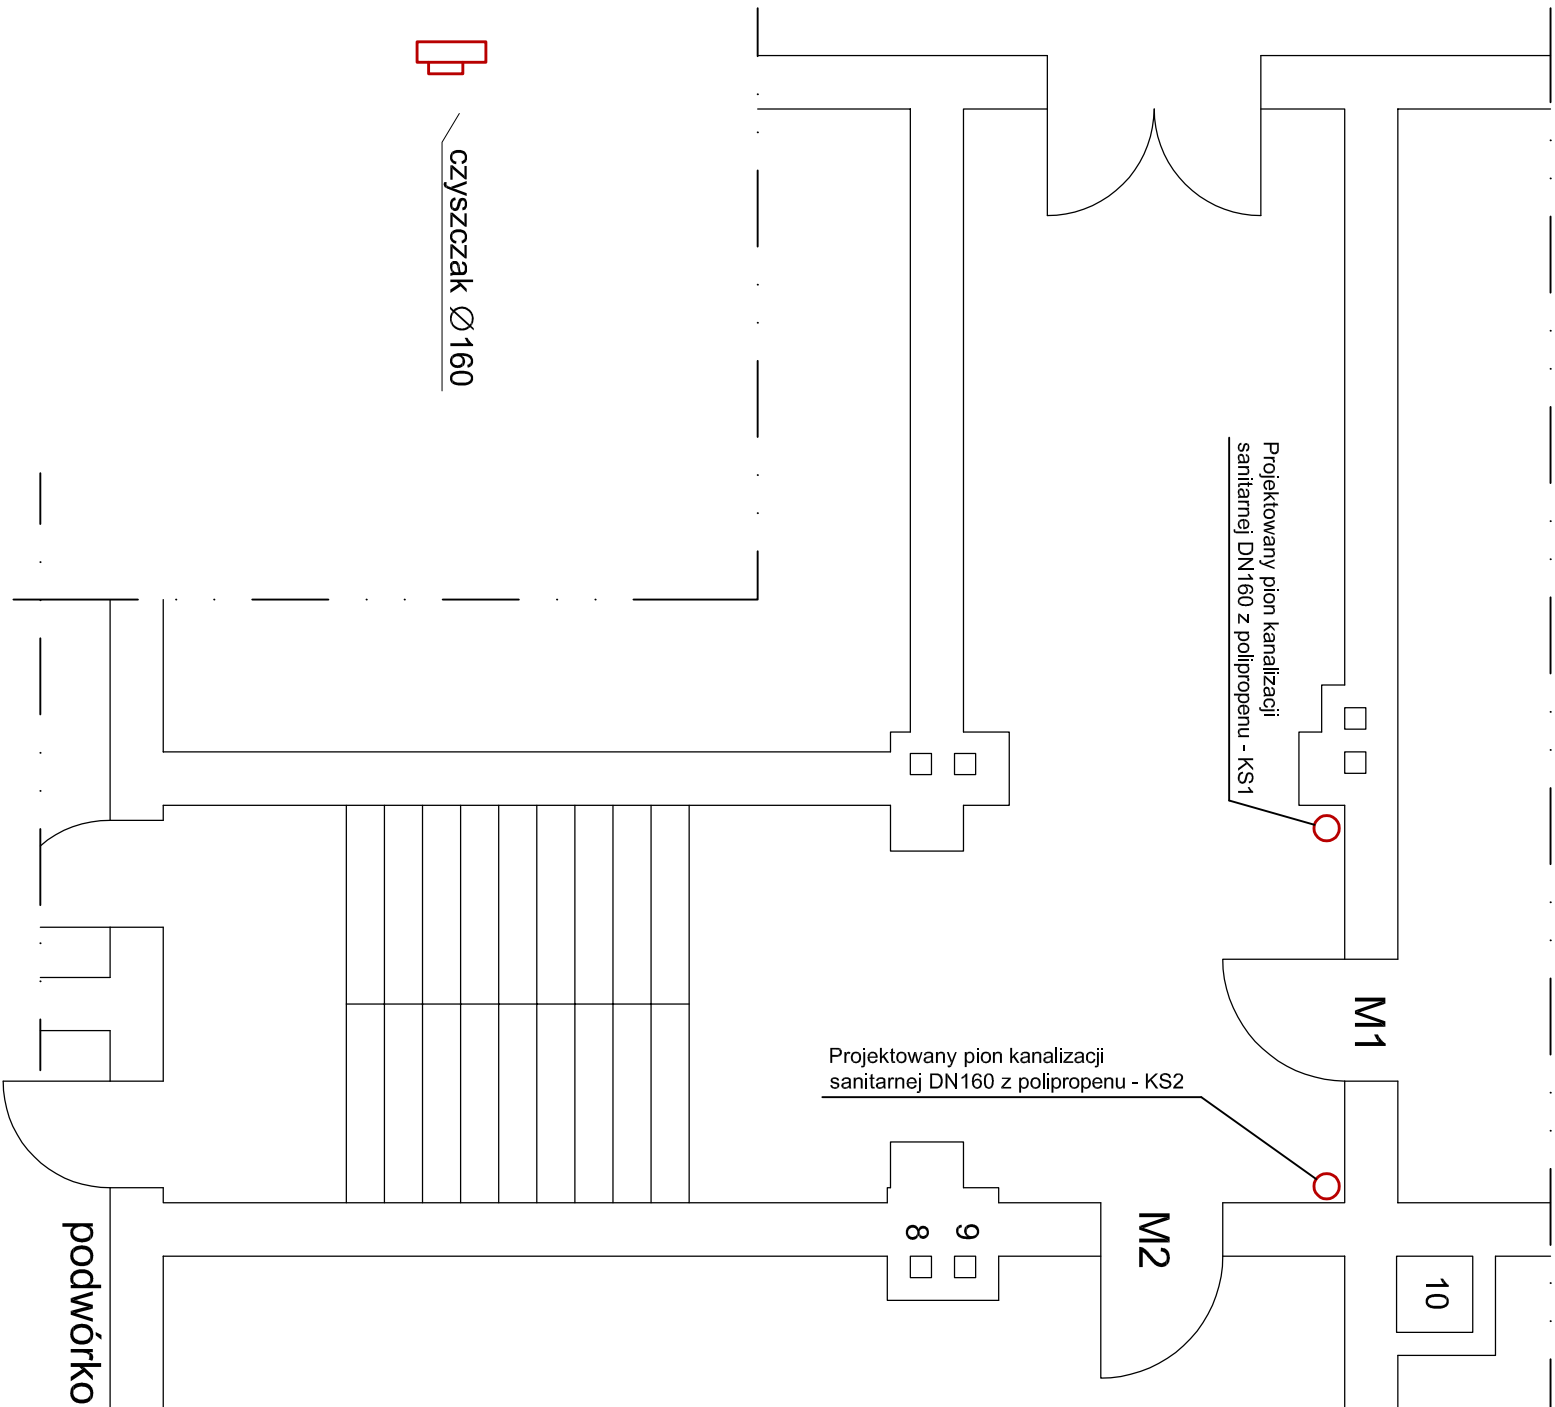 czyszczak ∅160
Projektowany pion kanalizacji
sanitarnej DN160 z polipropenu - KS1
M1
Projektowany pion kanalizacji
sanitarnej DN160 z polipropenu - KS2
M2
8
9
10
podwórko